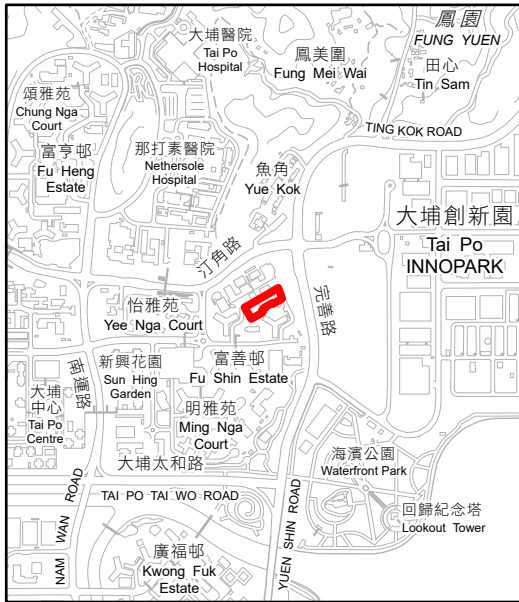 鳳園
FUNG YUEN
大埔醫院
Tai Po
Hospital
鳳美圍
Fung Mei Wai
田心
Tin Sam
頌雅苑
Chung Nga
Court
TING KOK ROAD
富亨邨
Fu Heng
Estate
那打素醫院
Nethersole
Hospital
魚角
Yue Kok
大埔創新園
Tai Po
INNOPARK
汀角路
完善路
怡雅苑
Yee Nga Court
南運路
新興花園
Sun Hing
Garden
富善邨
Fu Shin Estate
大埔
中心
Tai Po
Centre
明雅苑
Ming Nga
Court
海濱公園
Waterfront Park
大埔太和路
TAI PO TAI WO ROAD
回歸紀念塔
Lookout Tower
NAM WAN ROAD
YUEN SHIN ROAD
廣福邨
Kwong Fuk
Estate